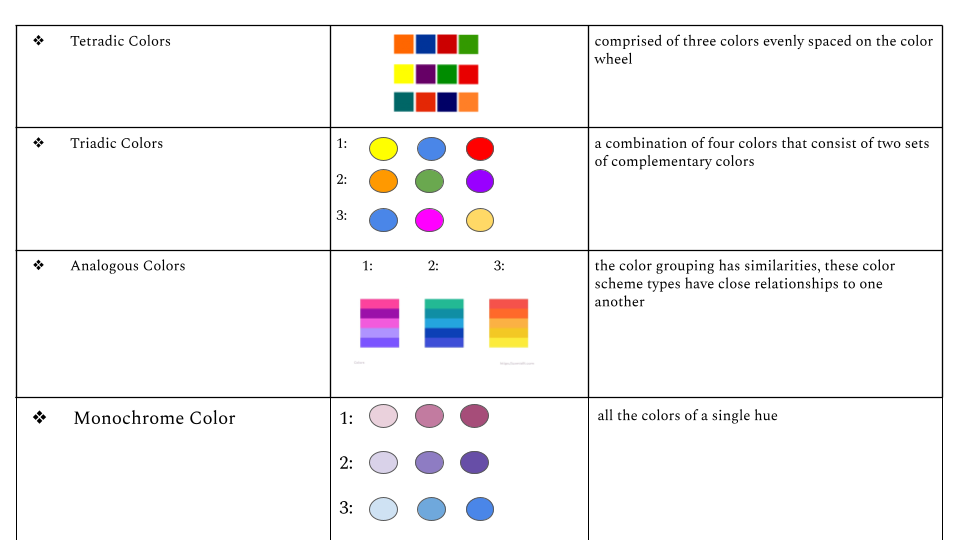 ❖ Tetradic Colors
comprised of three colors evenly spaced on the color
wheel
❖ Triadic Colors
1:
2:
3:
a combination of four colors that consist of two sets
of complementary colors
❖ Analogous Colors
1: 2: 3:
the color grouping has similarities, these color
scheme types have close relationships to one
another
❖ Monochrome Color
1:
2:
3:
all the colors of a single hue